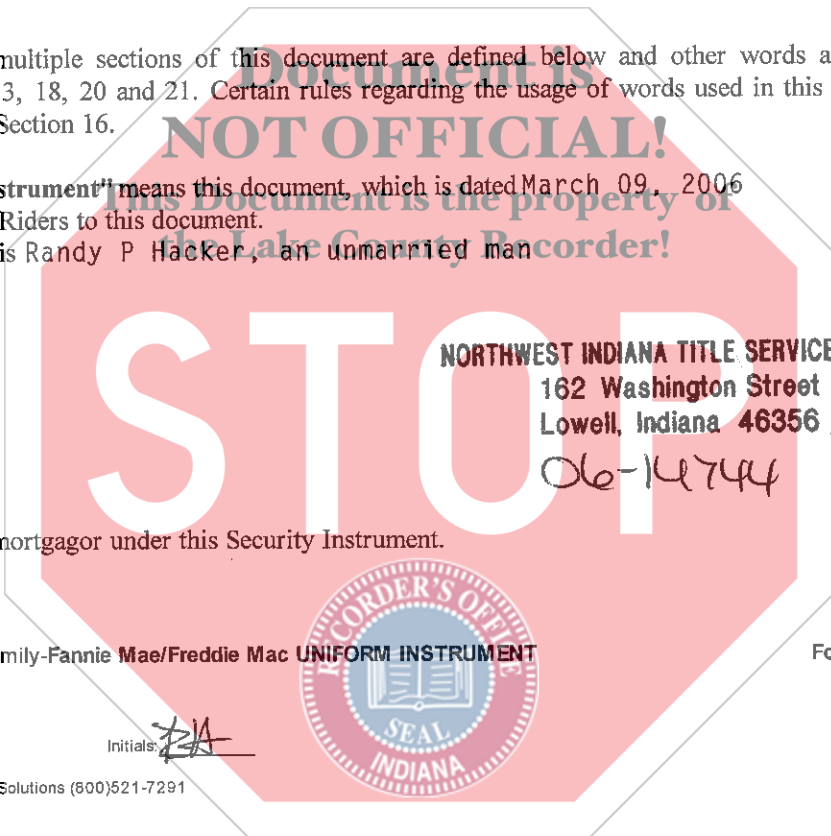 multiple sections of this document are defined below and other words a
Document is
3, 18, 20 and 21. Certain rules regarding the usage of words used in this
Section 16.
NOT OFFICIAL!
strument" means this document, which is dated March 09, 2006
This Document is the property of
Riders to this document.
is Randy P Hacker, an unmarried man
the Lake County Recorder!
STOP
NORTHWEST INDIANA TITLE SERVICE
162 Washington Street
Lowell, Indiana 46356
06-14744
mortgagor under this Security Instrument.
RECORDER'S OFFICE
mily-Fannie Mae/Freddie Mac UNIFORM INSTRUMENT
Fo
SEAL
INDIANA
Initials: RH
Solutions (800)521-7291